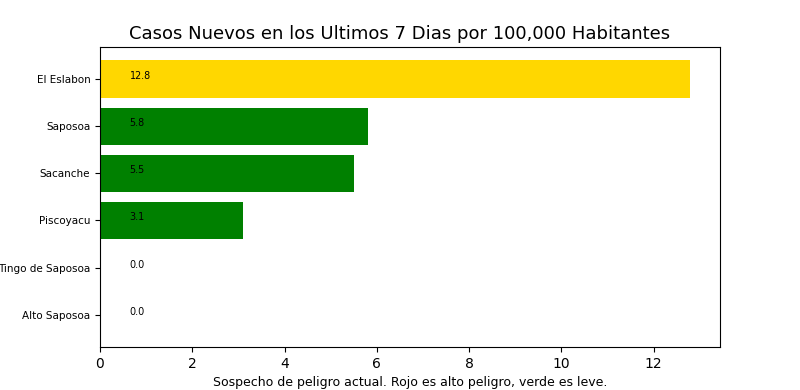 Casos Nuevos en los Ultimos 7 Dias por 100,000 Habitantes
El Eslabon 12.8
Saposoa 5.8
Sacanche 5.5
Piscoyacu 3.1
Tingo de Saposoa 0.0
Alto Saposoa 0.0
0 2 4 6 8 10 12
Sospecho de peligro actual. Rojo es alto peligro, verde es leve.